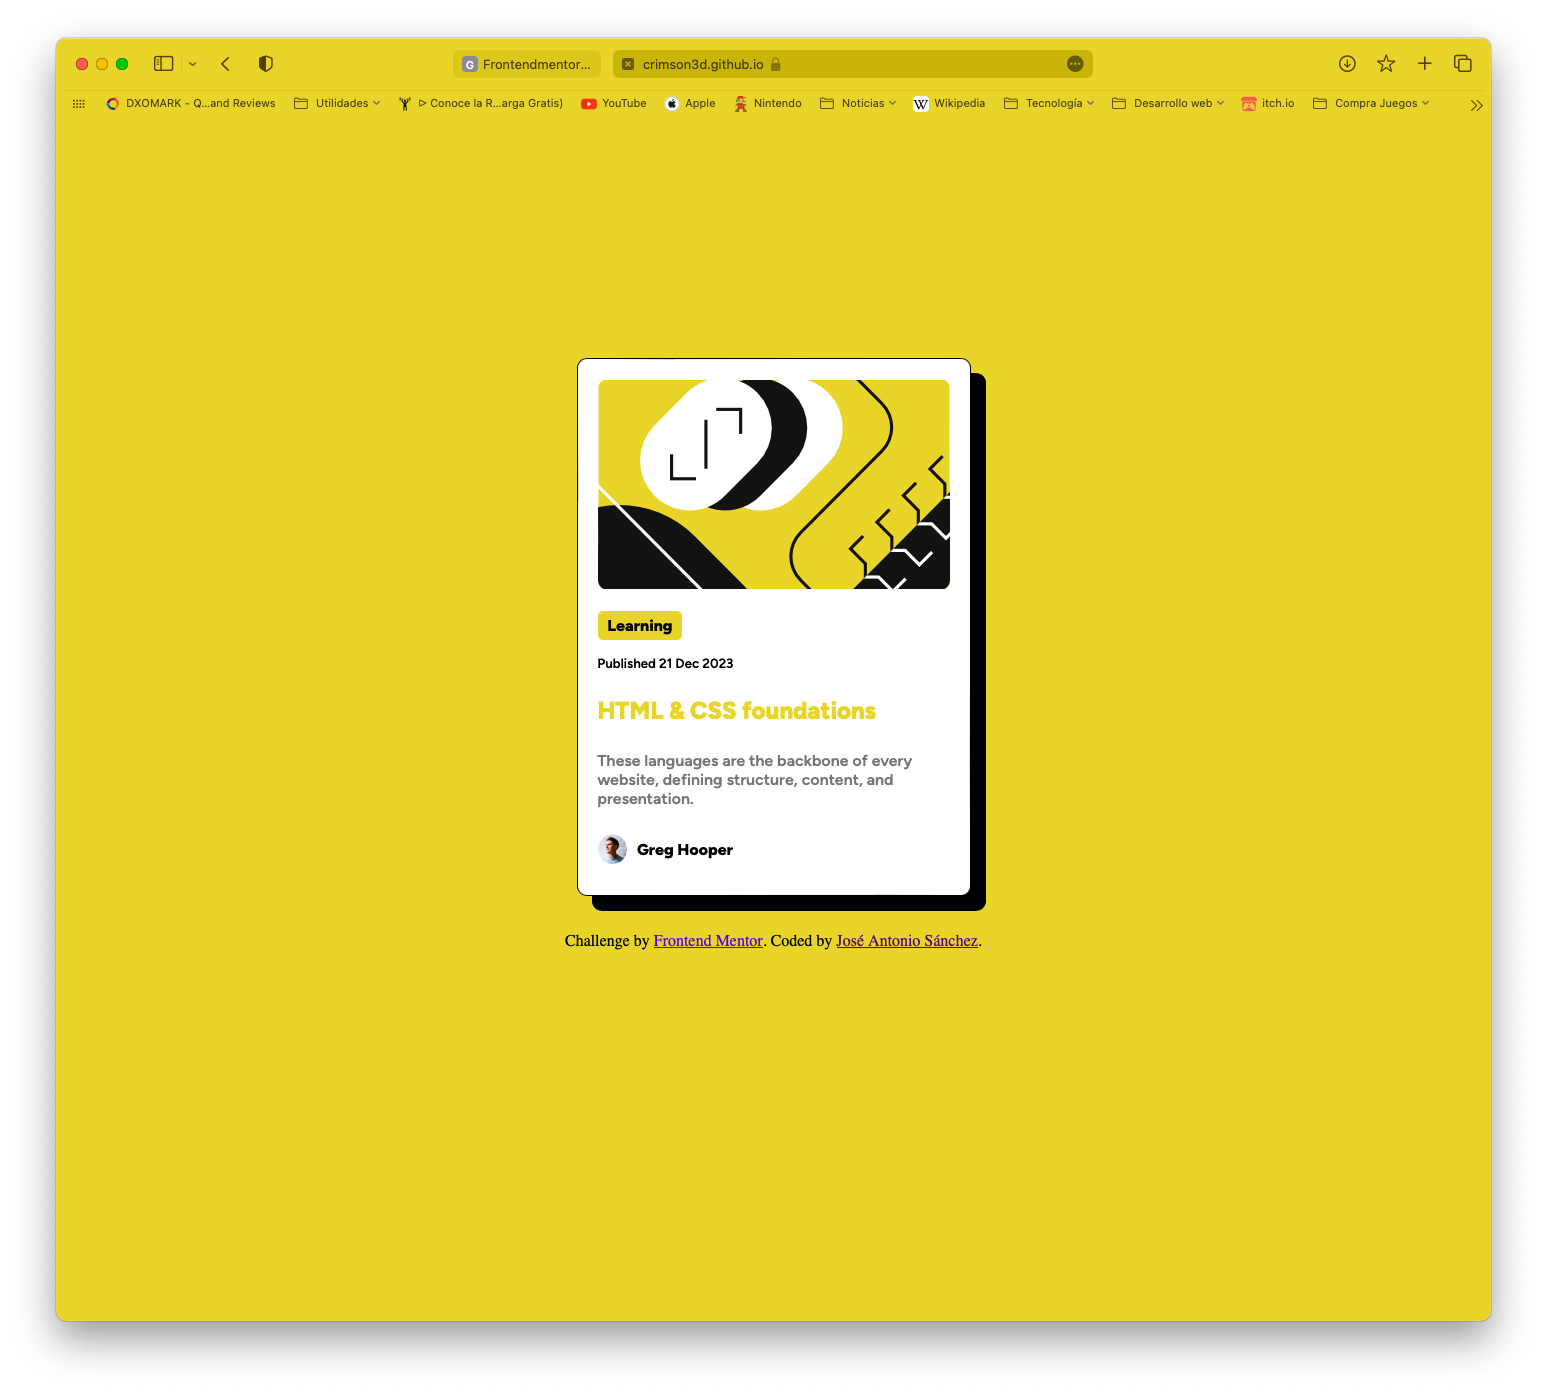 Frontendmentor...
crimson3d.github.io
DXOMARK - Q...and Reviews
Utilidades
ᐅ Conoce la R...arga Gratis)
YouTube
Apple
Nintendo
Noticias
Wikipedia
Tecnología
Desarrollo web
itch.io
Compra Juegos
Learning
Published 21 Dec 2023
HTML & CSS foundations
These languages are the backbone of every
website, defining structure, content, and
presentation.
Greg Hooper
Challenge by Frontend Mentor. Coded by José Antonio Sánchez.